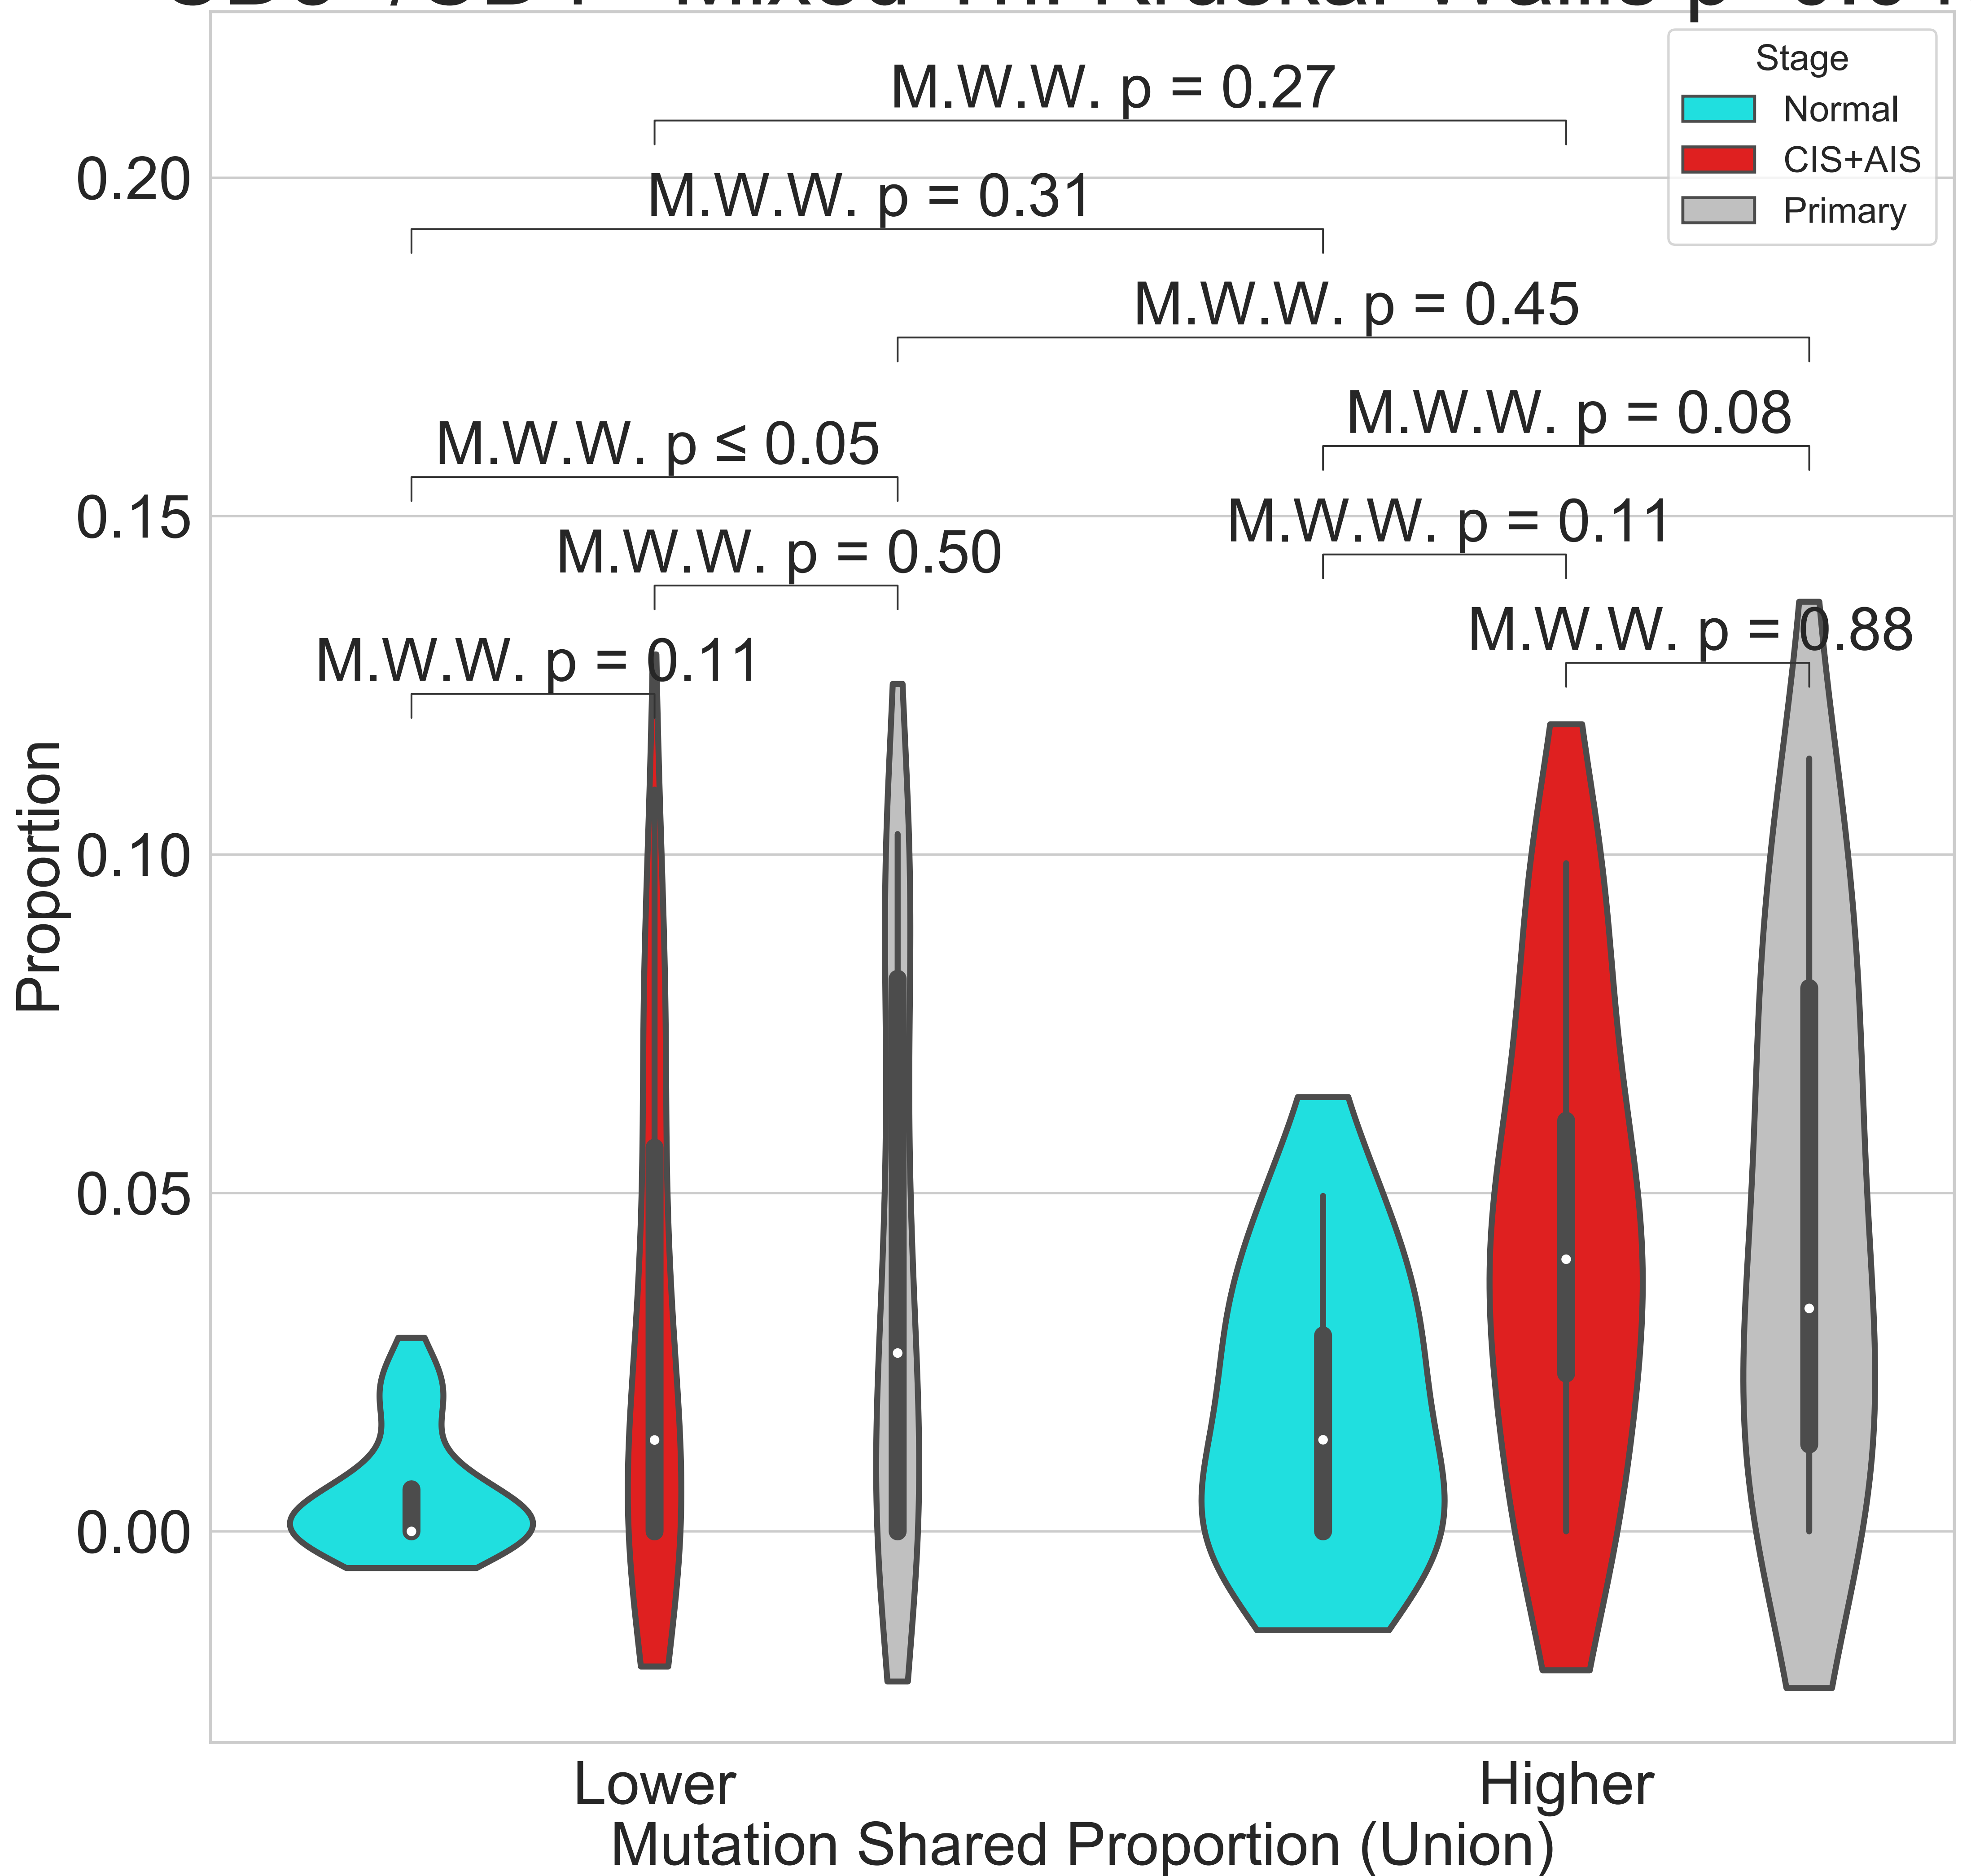 Stage
Normal
CIS+AIS
Primary
M.W.W. p = 0.27
M.W.W. p = 0.31
M.W.W. p = 0.45
M.W.W. p = 0.08
M.W.W. p ≤ 0.05
M.W.W. p = 0.11
M.W.W. p = 0.50
M.W.W. p = 0.88
M.W.W. p = 0.11
0.20
0.15
0.10
0.05
0.00
Proportion
Lower
Higher
Mutation Shared Proportion (Union)